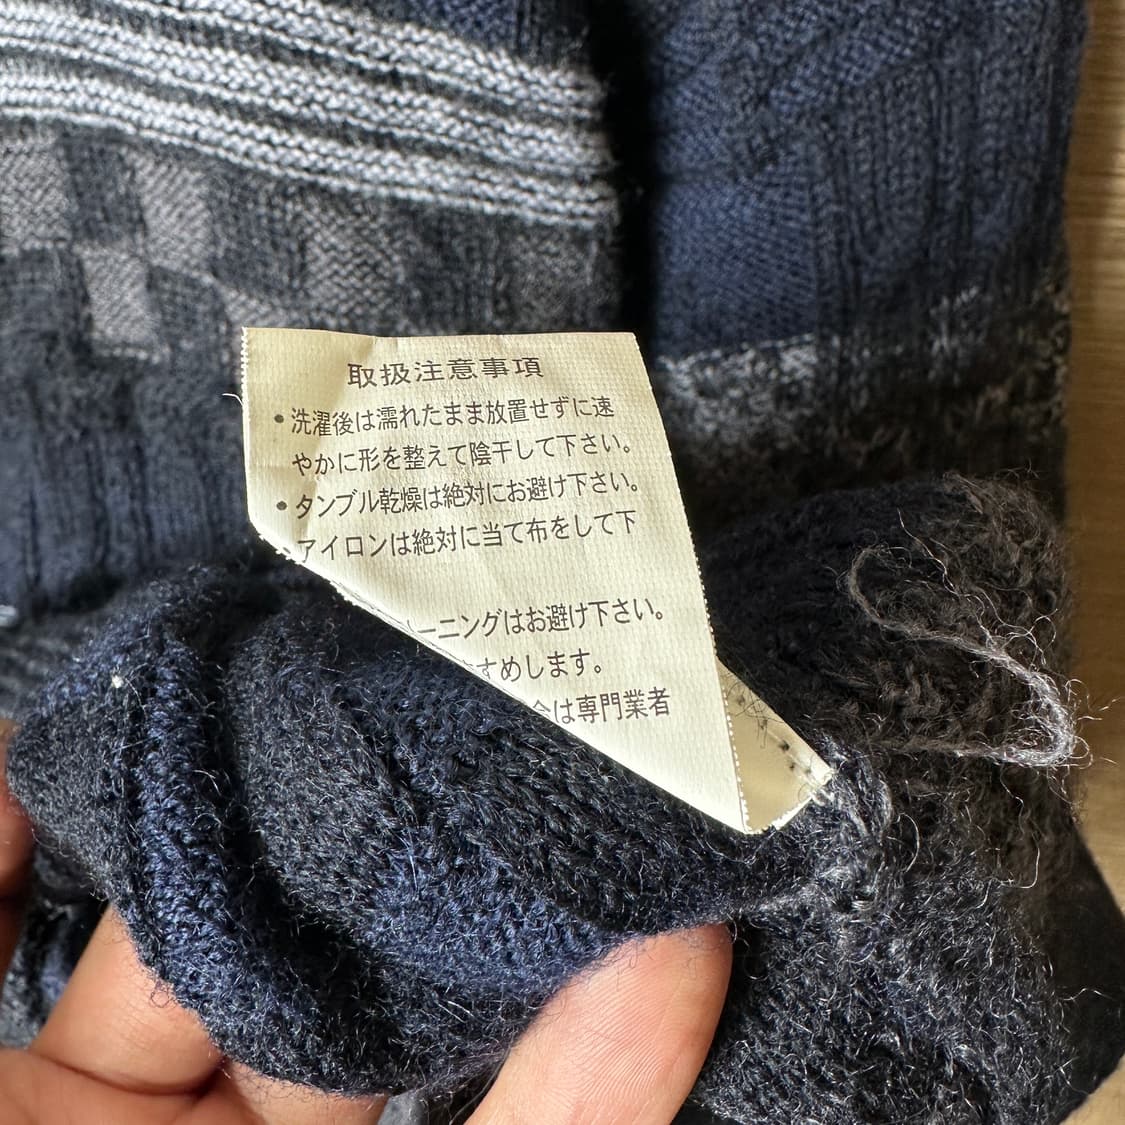 取扱注意事項
• 洗濯後は濡れたまま放置せずに速
やかに形を整えて陰干して下さい。
• タンブル乾燥は絶対にお避け下さい。
• アイロンは絶対に当て布をして下
ーニングはお避け下さい。
すめします。
合は専門業者